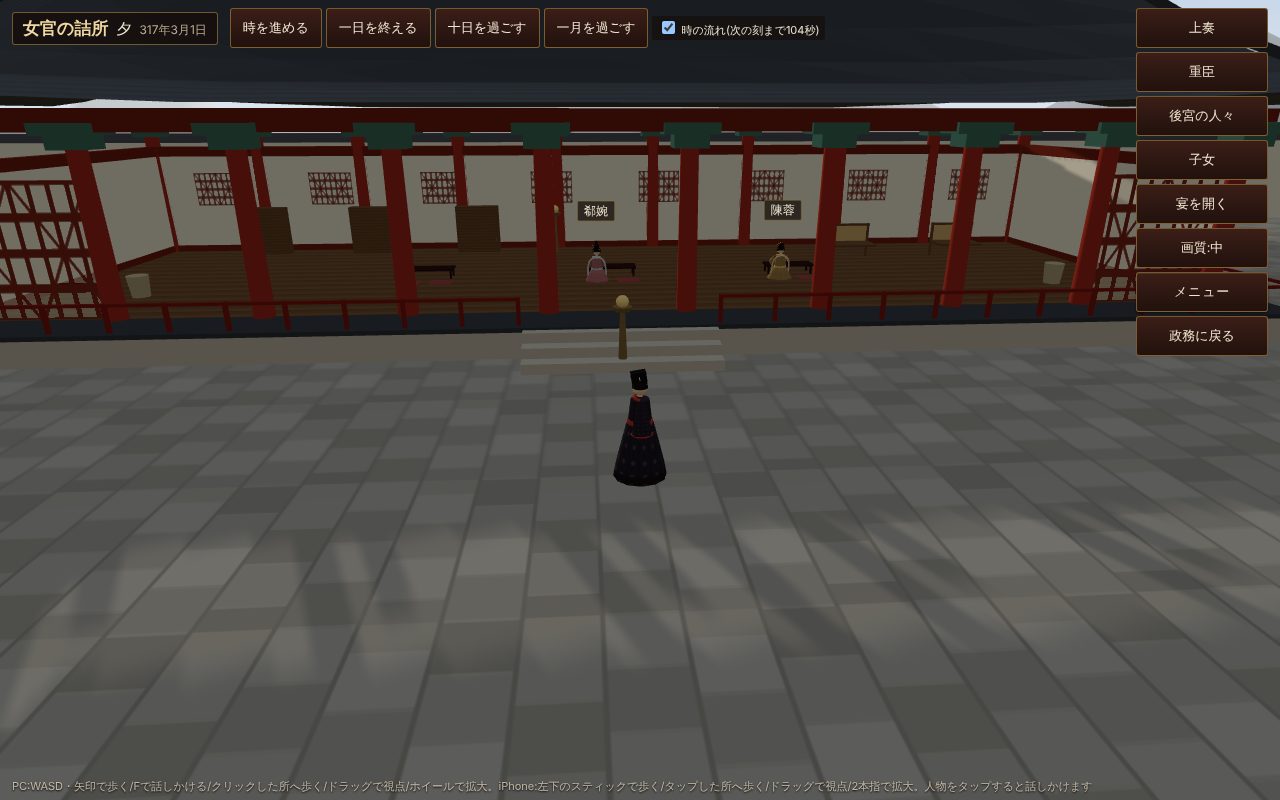 女官の詰所 夕 317年3月1日
時を進める
一日を終える
十日を過ごす
一月を過ごす
時の流れ(次の刻まで104秒)
上奏
重臣
後宮の人々
子女
宴を開く
画質:中
メニュー
政務に戻る
郗婉
陳蓉
PC:WASD・矢印で歩く/Fで話しかける/クリックした所へ歩く/ドラッグで視点/ホイールで拡大。iPhone:左下のスティックで歩く/タップした所へ歩く/ドラッグで視点/2本指で拡大。人物をタップすると話しかけます